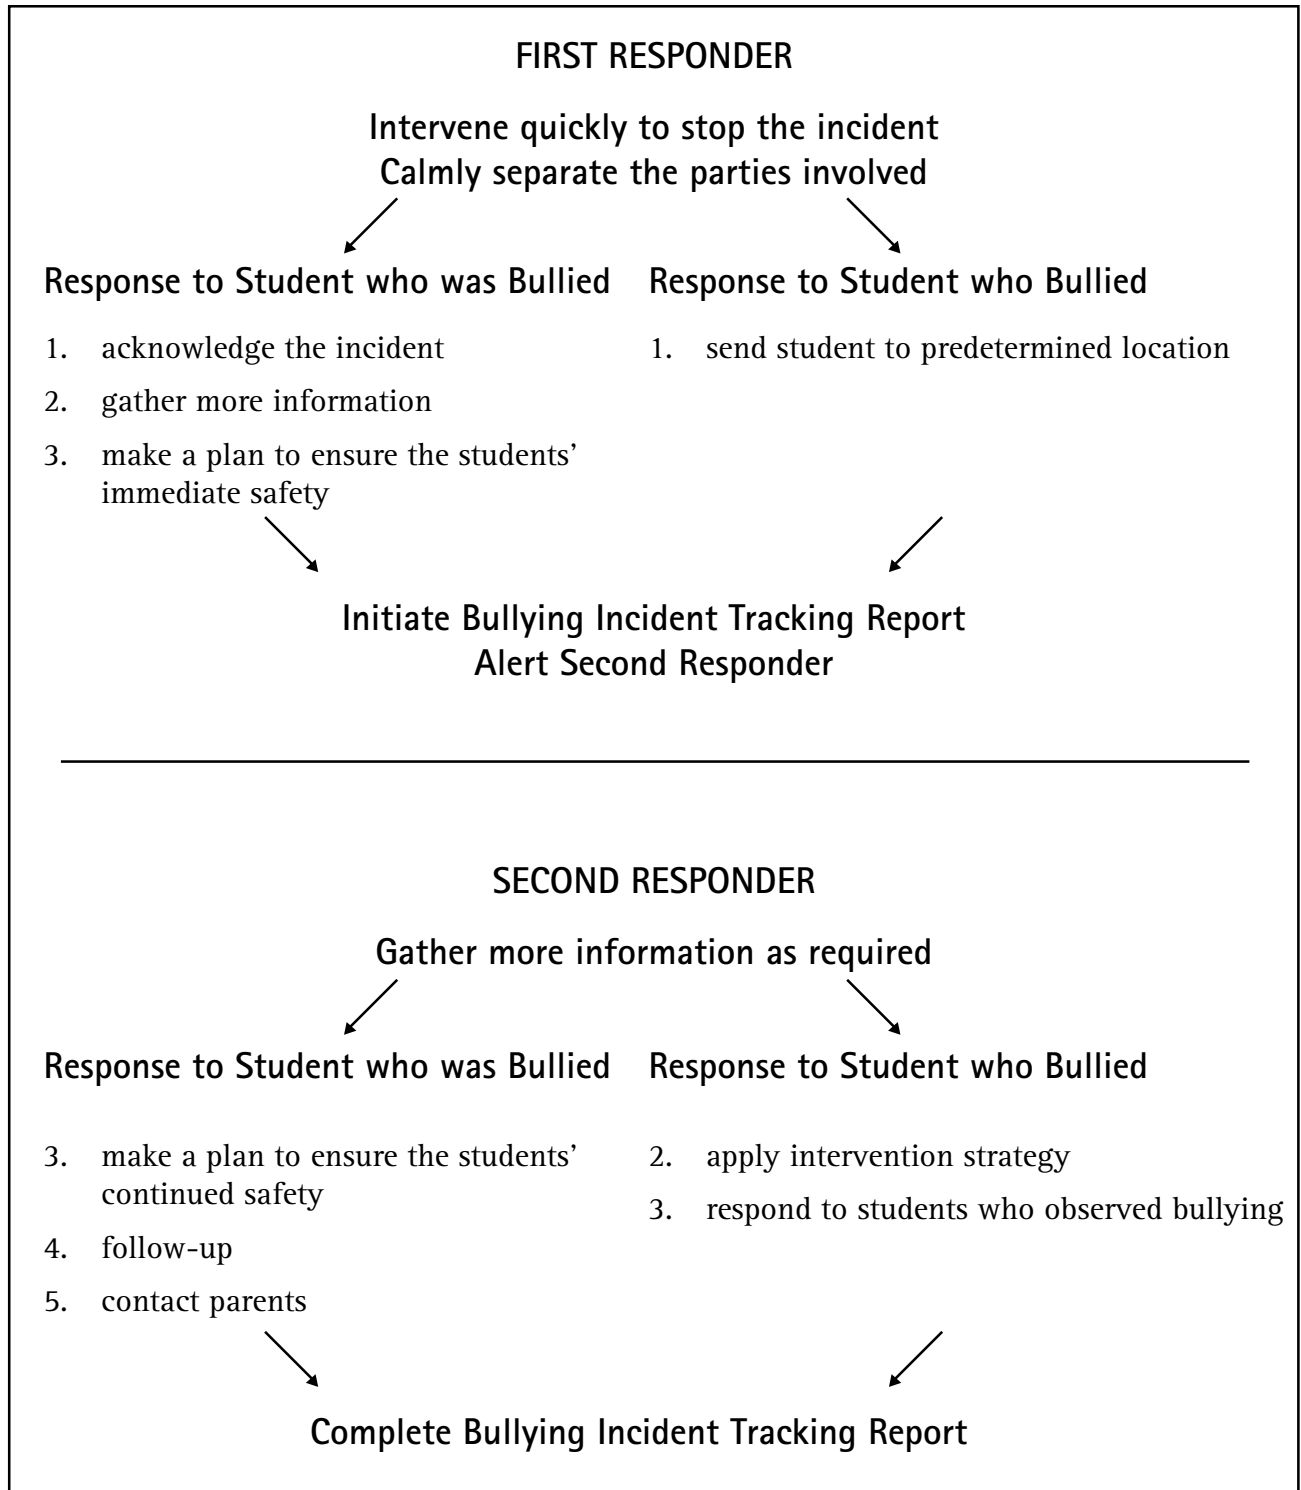 FIRST RESPONDER
Intervene quickly to stop the incident
Calmly separate the parties involved
Response to Student who was Bullied
1. acknowledge the incident
2. gather more information
3. make a plan to ensure the students’
immediate safety
Response to Student who Bullied
1. send student to predetermined location
Initiate Bullying Incident Tracking Report
Alert Second Responder
SECOND RESPONDER
Gather more information as required
Response to Student who was Bullied
3. make a plan to ensure the students’
continued safety
4. follow-up
5. contact parents
Response to Student who Bullied
2. apply intervention strategy
3. respond to students who observed bullying
Complete Bullying Incident Tracking Report